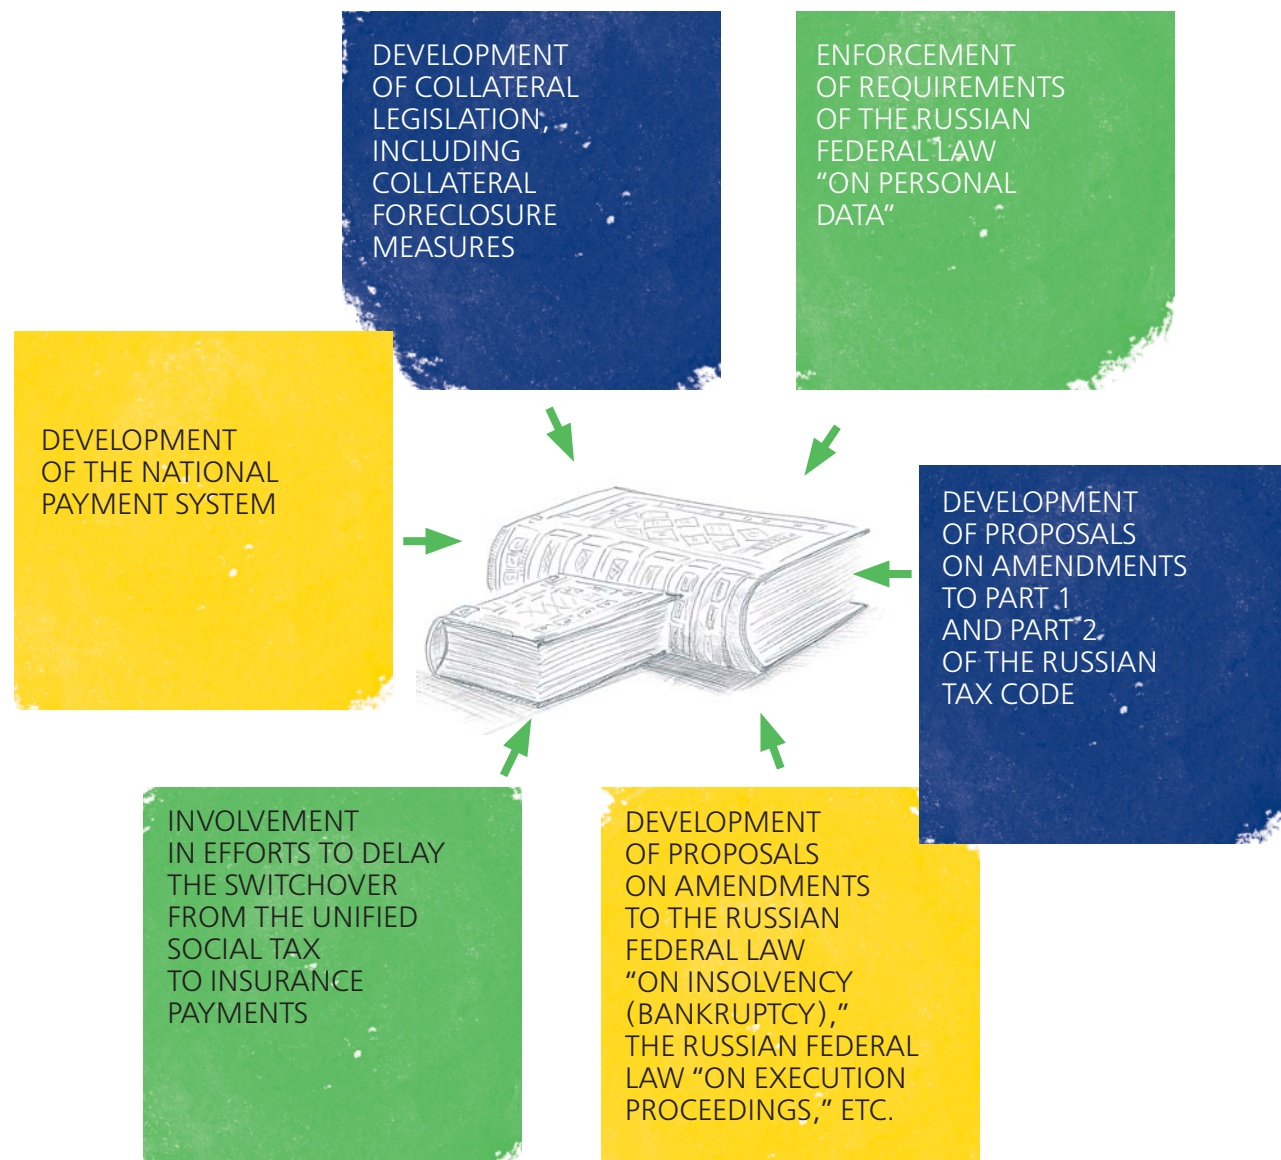 DEVELOPMENT
OF COLLATERAL
LEGISLATION,
INCLUDING
COLLATERAL
FORECLOSURE
MEASURES
ENFORCEMENT
OF REQUIREMENTS
OF THE RUSSIAN
FEDERAL LAW
“ON PERSONAL
DATA”
DEVELOPMENT
OF THE NATIONAL
PAYMENT SYSTEM
DEVELOPMENT
OF PROPOSALS
ON AMENDMENTS
TO PART 1
AND PART 2
OF THE RUSSIAN
TAX CODE
INVOLVEMENT
IN EFFORTS TO DELAY
THE SWITCHOVER
FROM THE UNIFIED
SOCIAL TAX
TO INSURANCE
PAYMENTS
DEVELOPMENT
OF PROPOSALS
ON AMENDMENTS
TO THE RUSSIAN
FEDERAL LAW
“ON INSOLVENCY
(BANKRUPTCY),”
THE RUSSIAN FEDERAL
LAW “ON EXECUTION
PROCEEDINGS,” ETC.